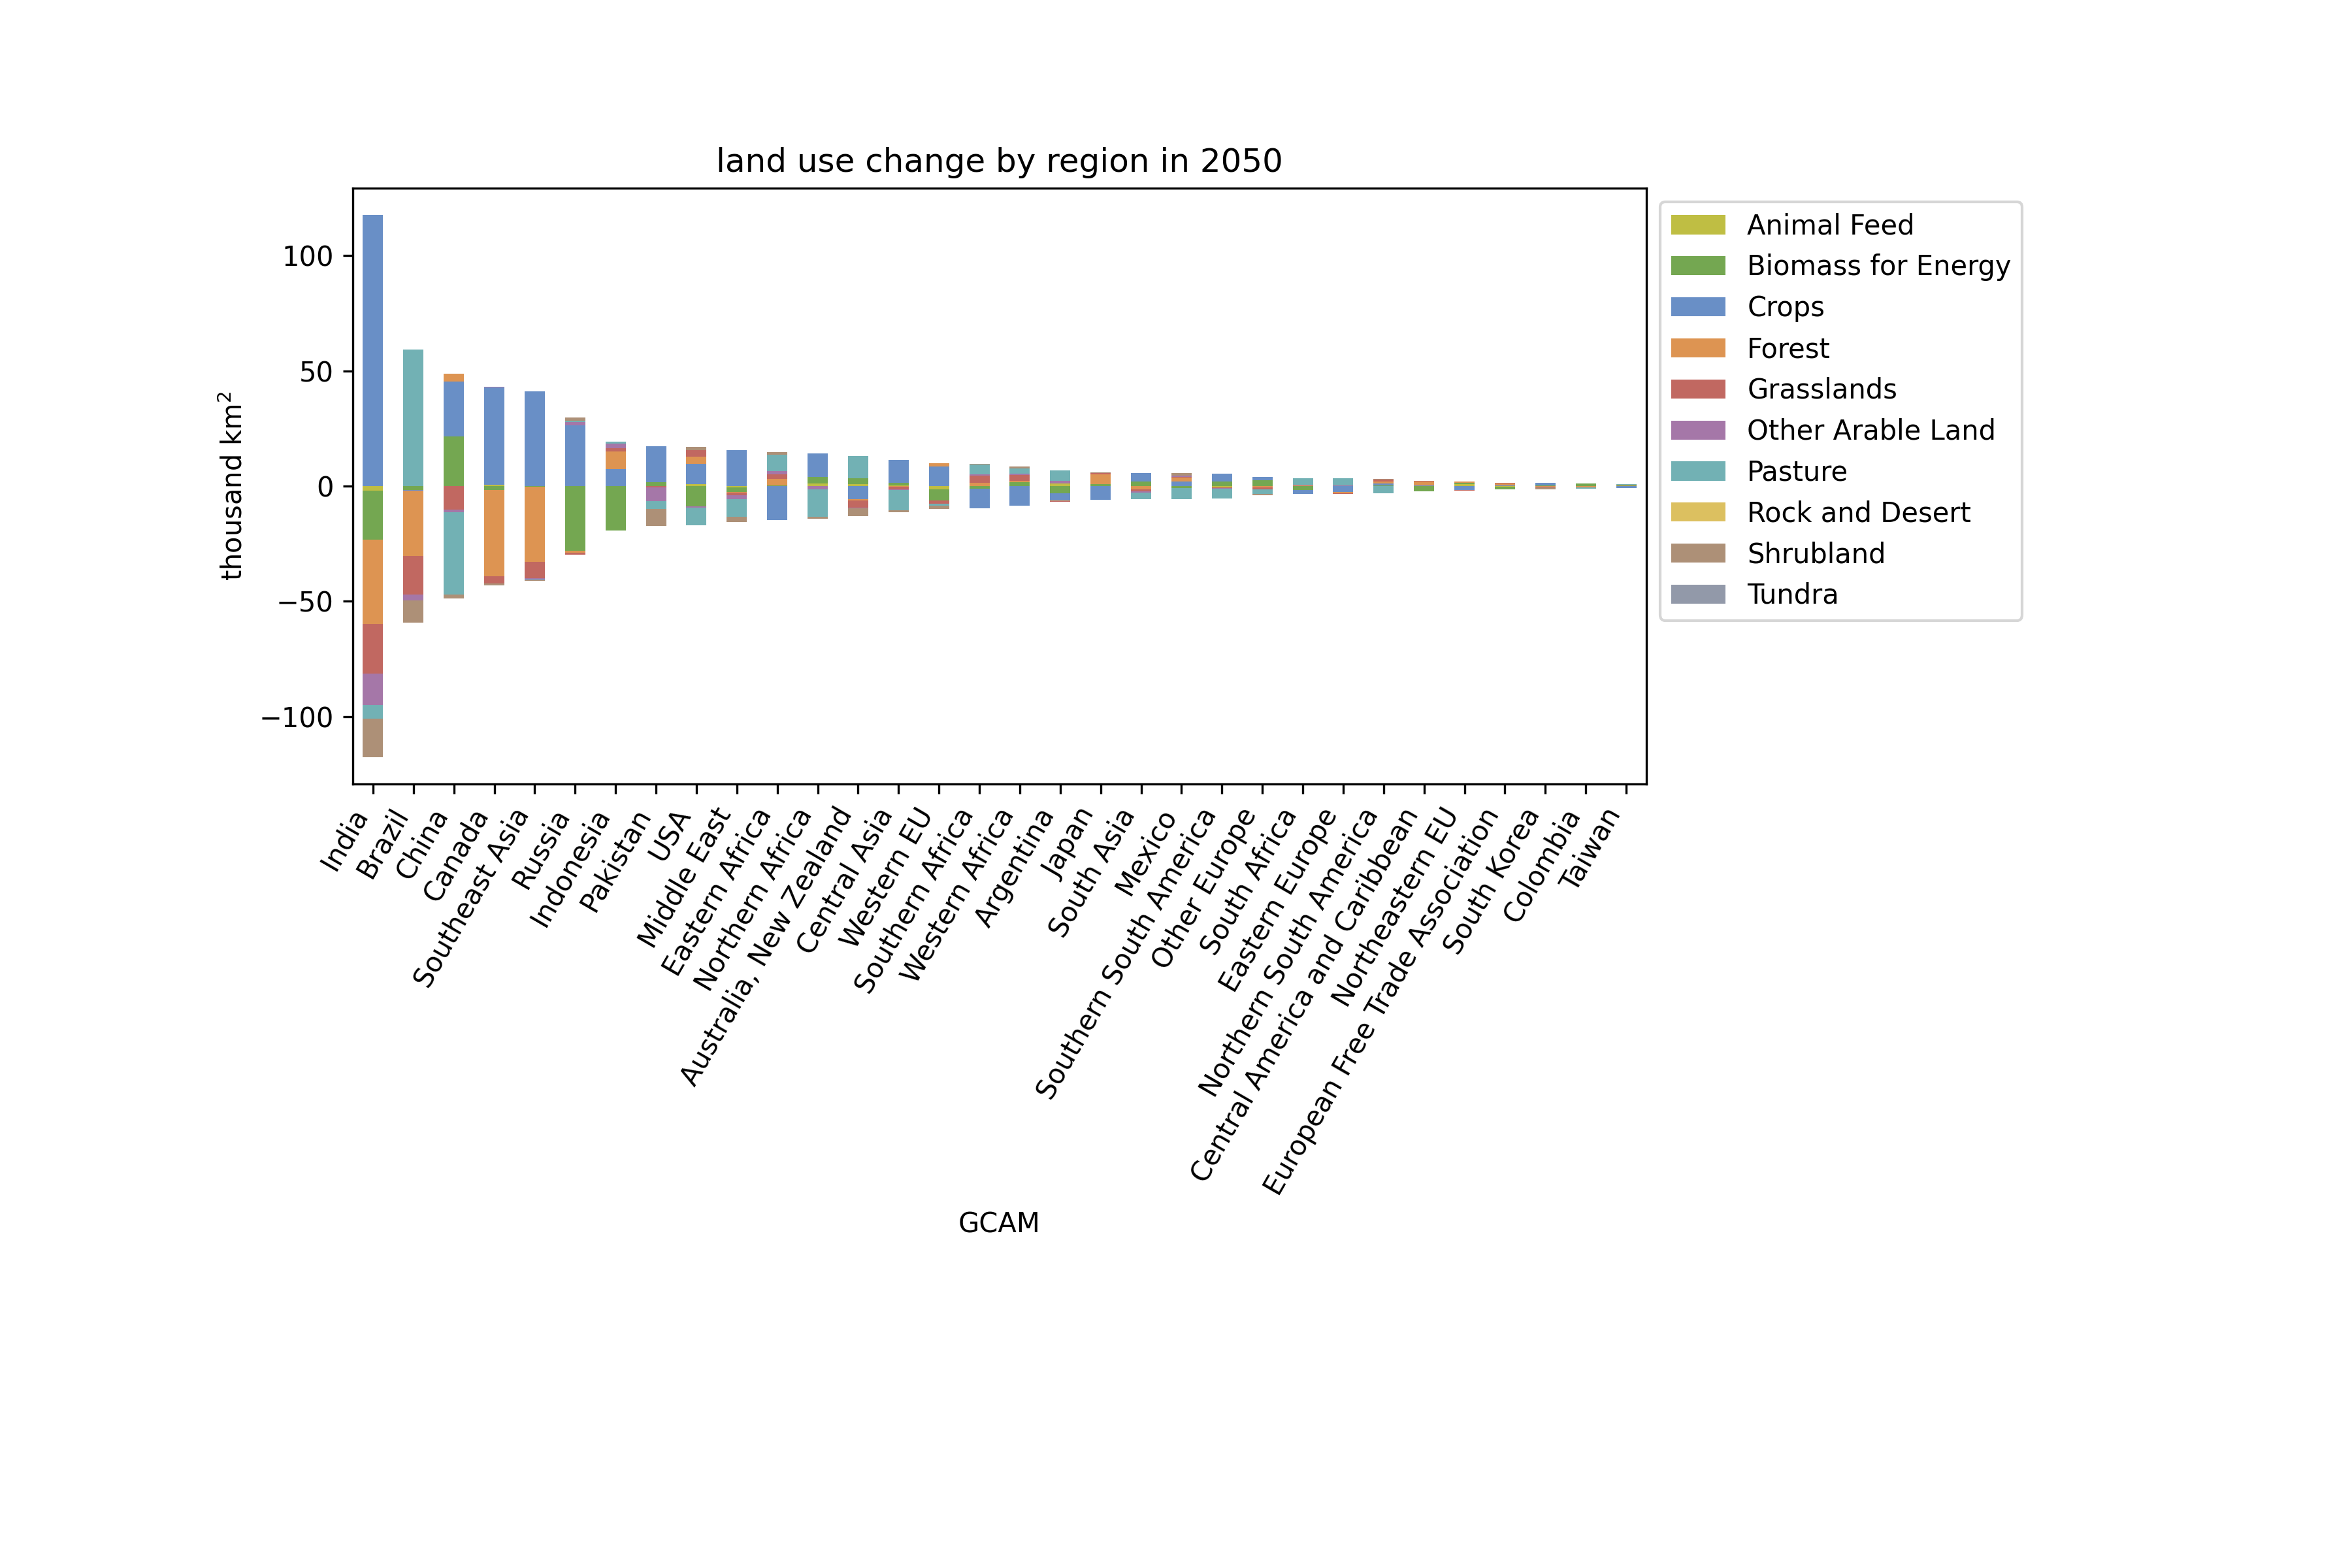 land use change by region in 2050
thousand km²
100
50
0
−50
−100
Animal Feed
Biomass for Energy
Crops
Forest
Grasslands
Other Arable Land
Pasture
Rock and Desert
Shrubland
Tundra
India
Brazil
China
Canada
Southeast Asia
Russia
Indonesia
Pakistan
USA
Middle East
Eastern Africa
Northern Africa
Australia, New Zealand
Central Asia
Western EU
Southern Africa
Western Africa
Argentina
Japan
South Asia
Mexico
Southern South America
Other Europe
South Africa
Eastern Europe
Northern South America
Central America and Caribbean
Northeastern EU
European Free Trade Association
South Korea
Colombia
Taiwan
GCAM